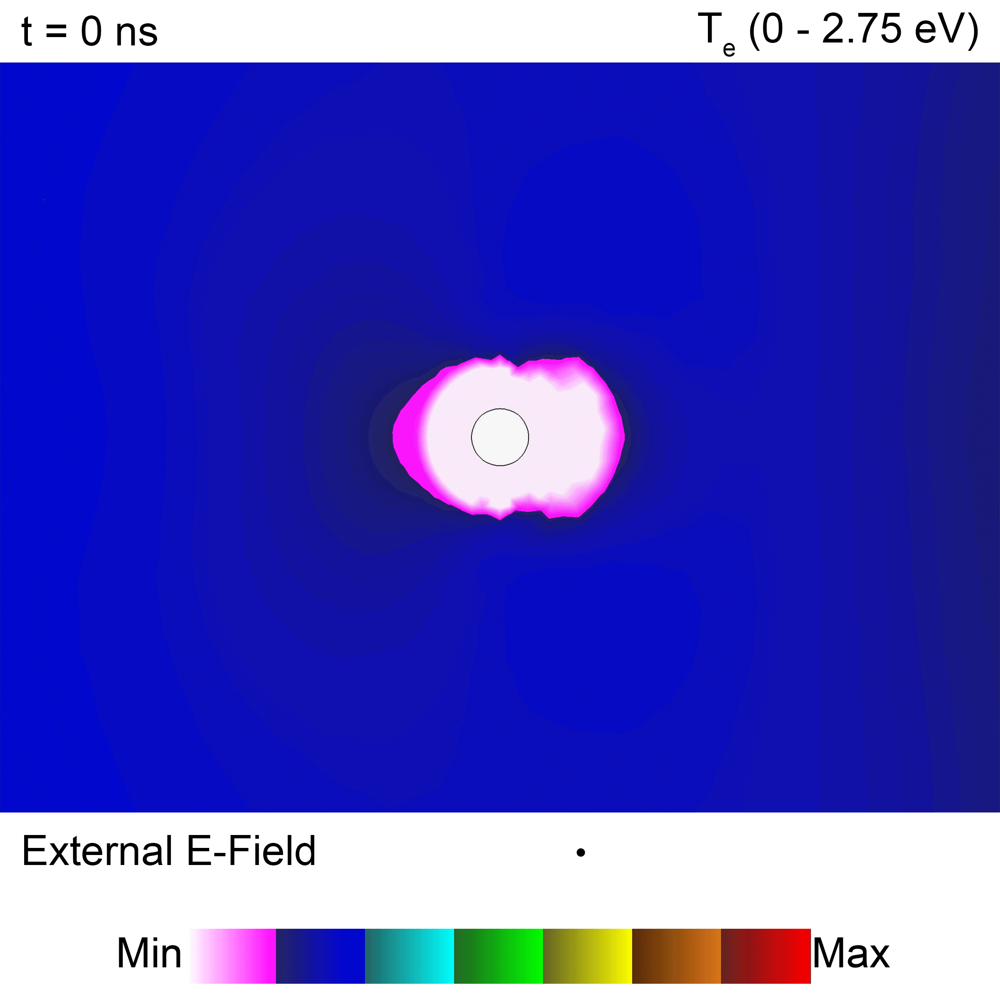 t = 0 ns
Te (0 - 2.75 eV)
External E-Field
Min
Max